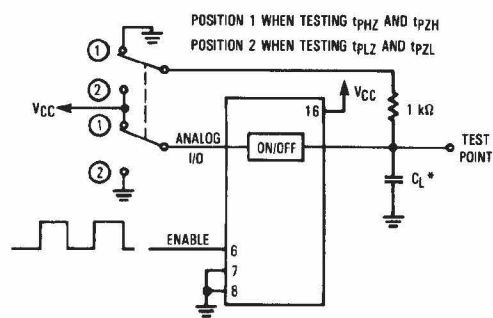 POSITION 1 WHEN TESTING tPHZ AND tPZH
POSITION 2 WHEN TESTING tPLZ AND tPZL
1
2
VCC
1
2
ANALOG
I/O
ON/OFF
16
VCC
1 kΩ
TEST
POINT
CL*
ENABLE
6
7
8